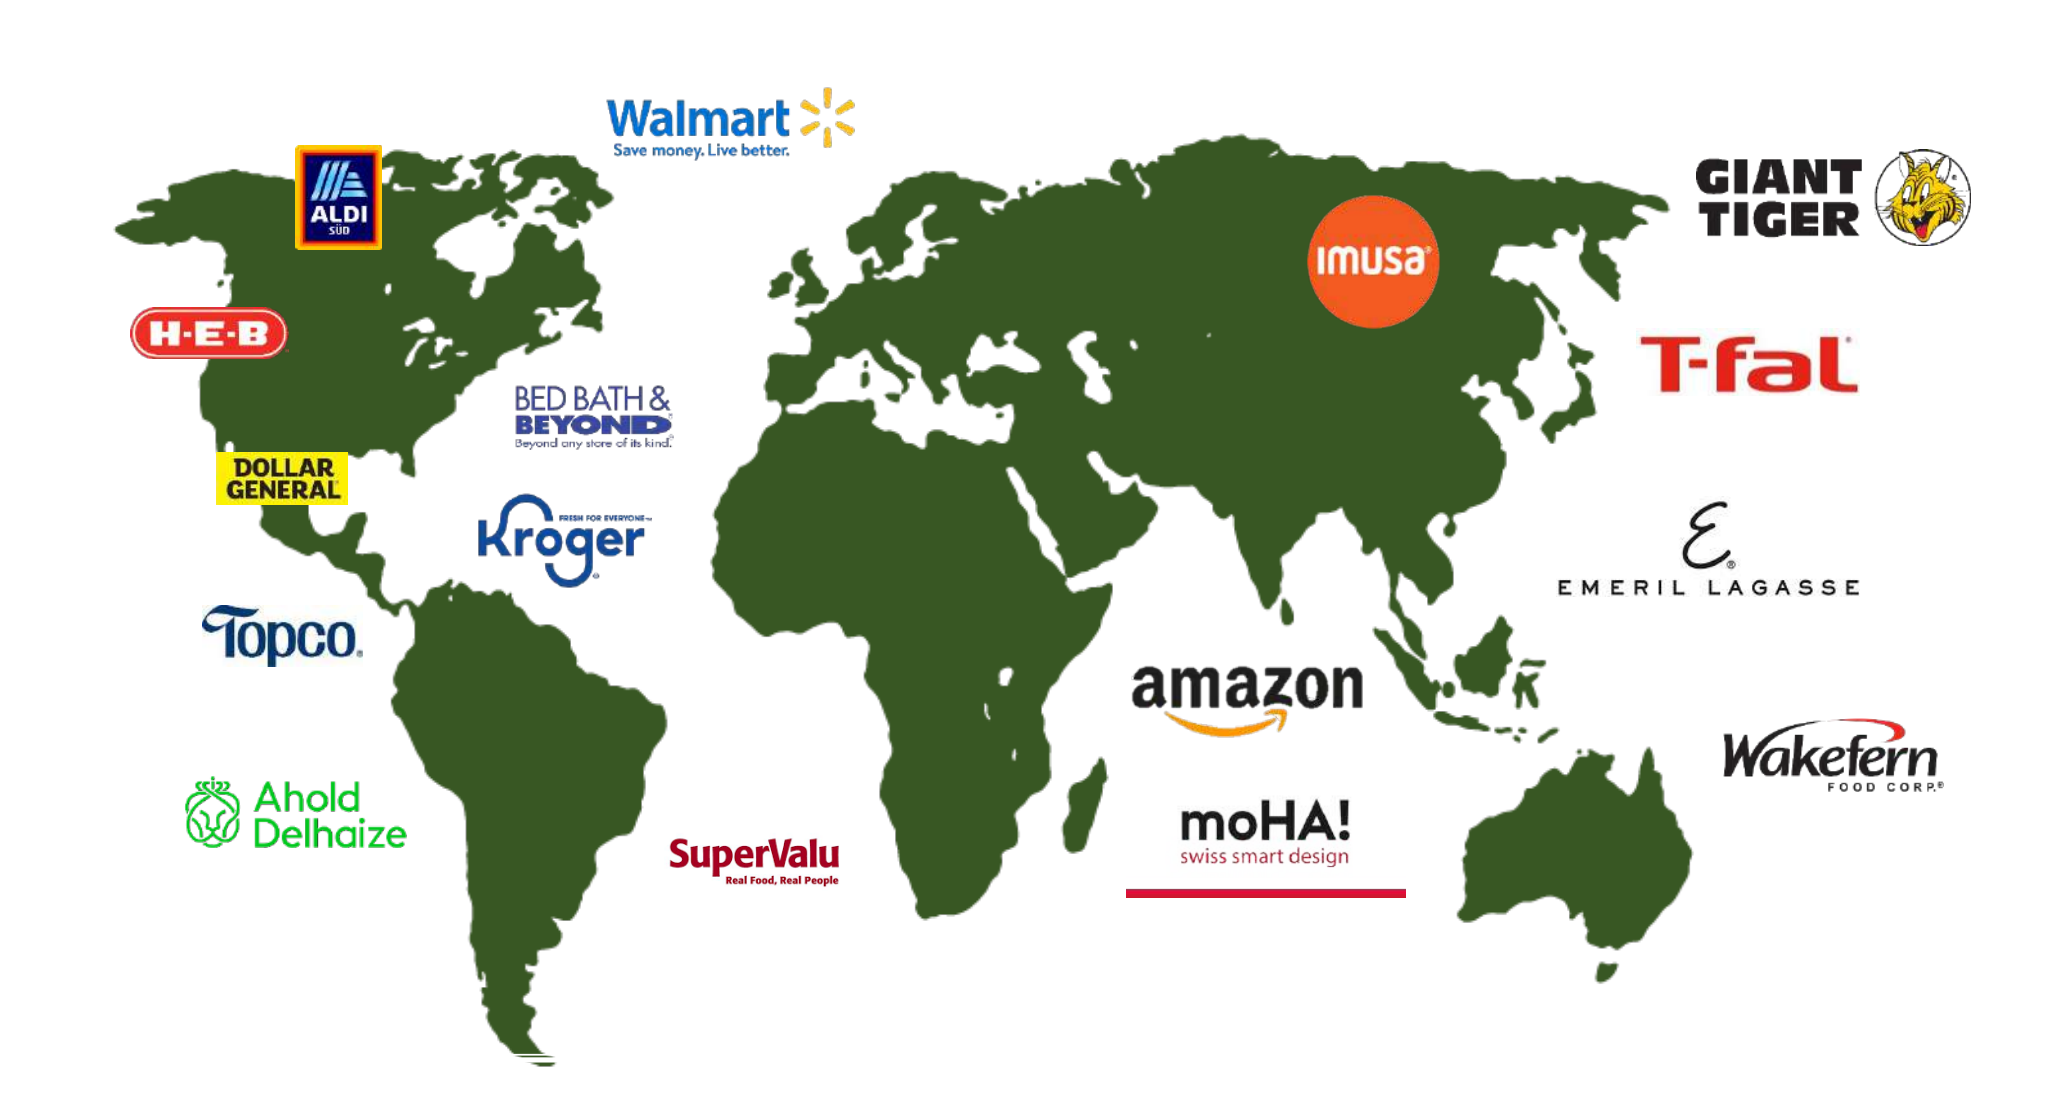 Walmart
Save money. Live better.
ALDI
SÜD
GIANT
TIGER
®
imusa®
H-E-B
T-fal®
BED BATH &
BEYOND®
Beyond any store of its kind.®
DOLLAR
GENERAL
FRESH FOR EVERYONE™
Kroger®
E®
EMERIL LAGASSE
Topco®
amazon
Wakefern
FOOD CORP.®
Ahold
Delhaize
moHA!
swiss smart design
SuperValu
Real Food, Real People